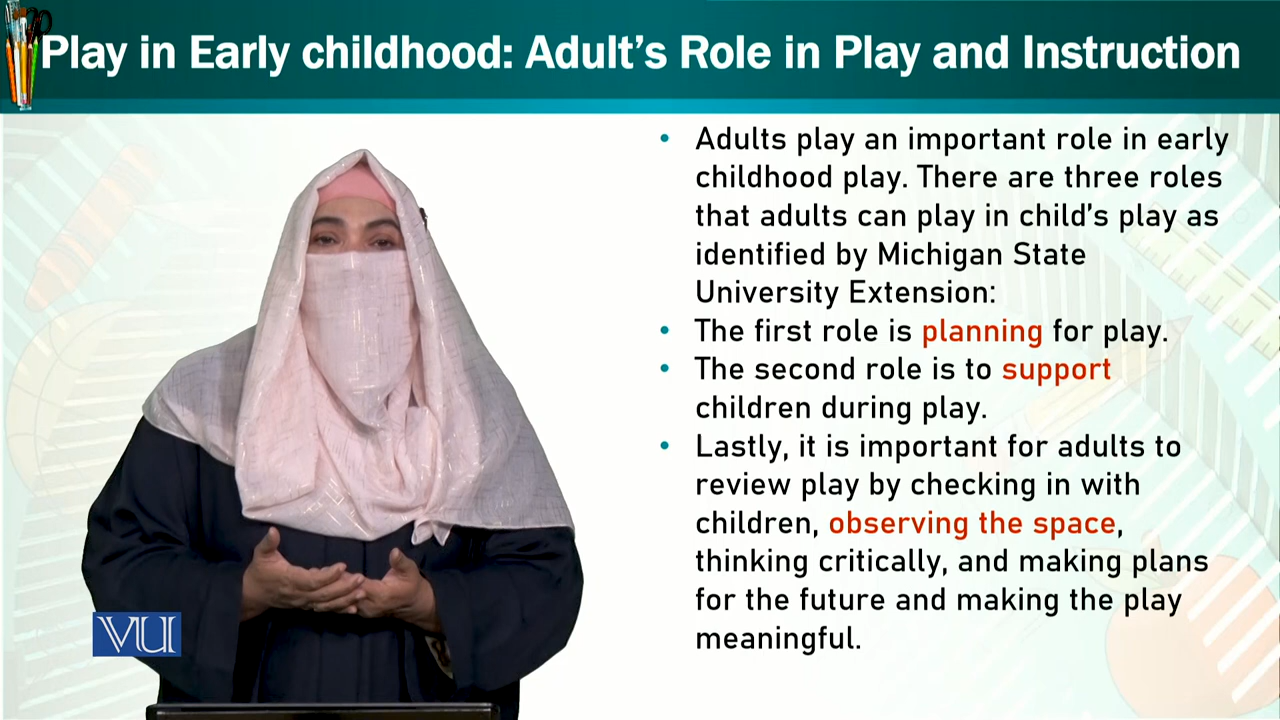 Play in Early childhood: Adult's Role in Play and Instruction
• Adults play an important role in early
childhood play. There are three roles
that adults can play in child's play as
identified by Michigan State
University Extension:
• The first role is planning for play.
• The second role is to support
children during play.
• Lastly, it is important for adults to
review play by checking in with
children, observing the space,
thinking critically, and making plans
for the future and making the play
meaningful.
VU